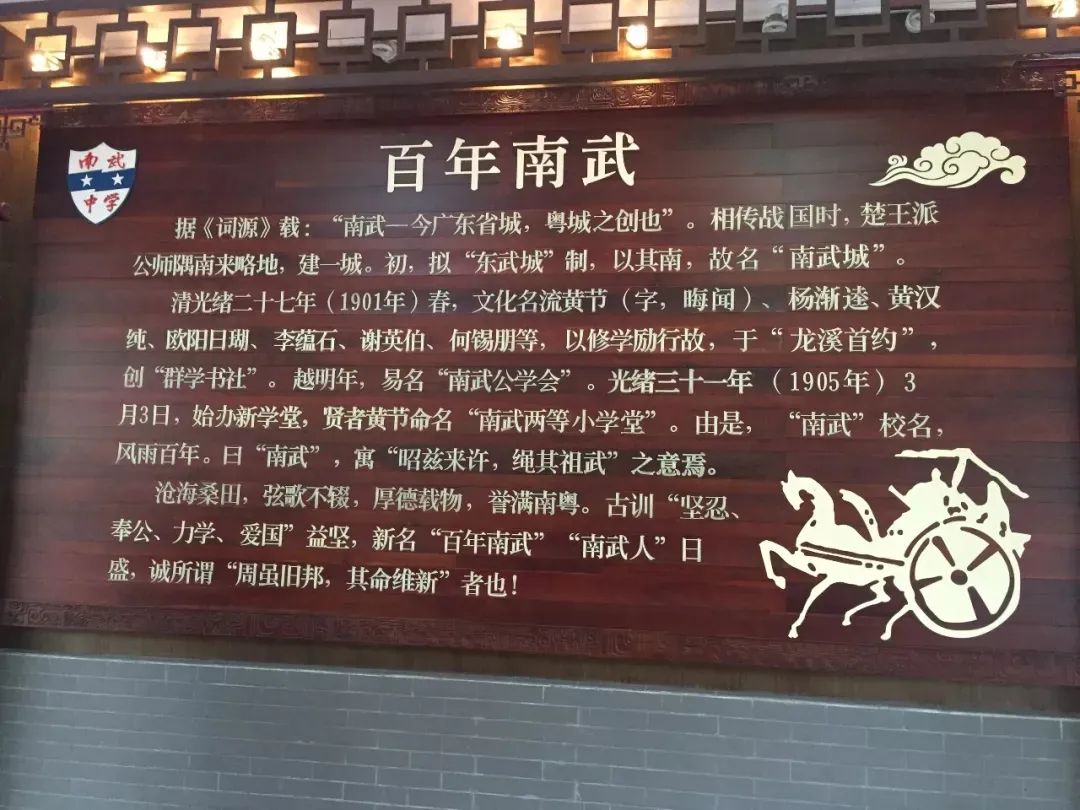 南武
中学
百年南武
据《词源》载：“南武—今广东省城，粤城之创也”。相传战国时，楚王派
公师隅南来略地，建一城。初，拟“东武城”制，以其南，故名“南武城”。
清光绪二十七年（1901年）春，文化名流黄节（字，晦闻）、杨渐逵、黄汉
纯、欧阳日瑚、李蕴石、谢英伯、何锡朋等，以修学励行故，于“龙溪首约”，
创“群学书社”。越明年，易名“南武公学会”。光绪三十一年（1905年）3
月3日，始办新学堂，贤者黄节命名“南武两等小学堂”。由是，“南武”校名，
风雨百年。曰“南武”，寓“昭兹来许，绳其祖武”之意焉。
沧海桑田，弦歌不辍，厚德载物，誉满南粤。古训“坚忍、
奉公、力学、爱国”益坚，新名“百年南武”“南武人”日
盛，诚所谓“周虽旧邦，其命维新”者也！